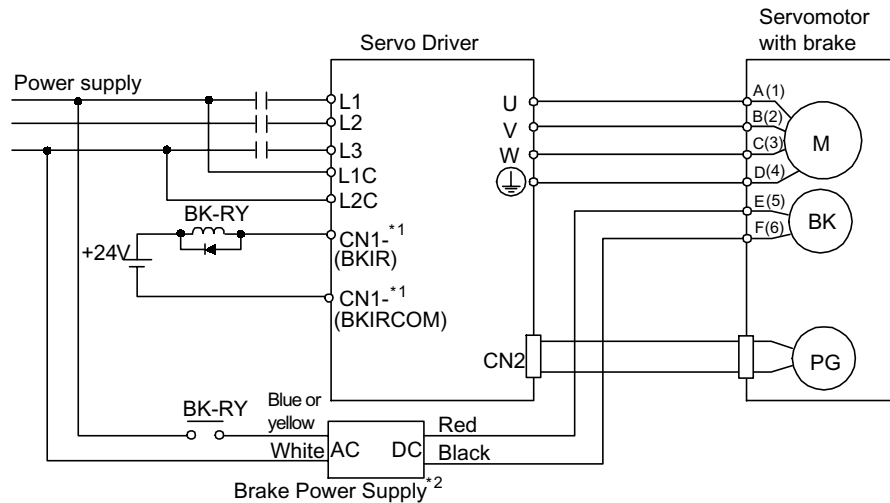 Servomotor
with brake
Servo Driver
Power supply
L1
L2
L3
L1C
L2C
U
V
W
A(1)
B(2)
C(3)
D(4)
M
E(5)
F(6)
BK
BK-RY
+24V
CN1-*1
(BKIR)
CN1-*1
(BKIRCOM)
CN2
PG
BK-RY
Blue or
yellow
White
AC
DC
Red
Black
Brake Power Supply*2